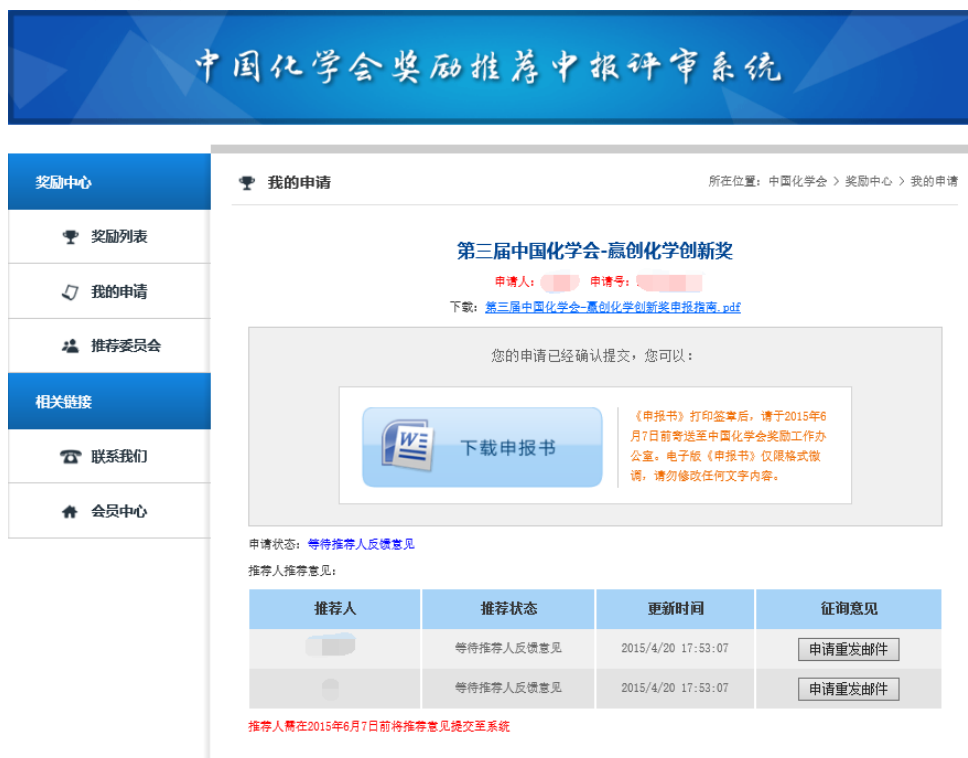 中国化学会奖励推荐申报评审系统
奖励中心
奖励列表
我的申请
推荐委员会
相关链接
联系我们
会员中心
我的申请
所在位置：中国化学会 > 奖励中心 > 我的申请
第三届中国化学会-赢创化学创新奖
申请人： 申请号：
下载：第三届中国化学会-赢创化学创新奖申报指南.pdf
您的申请已经确认提交，您可以：
下载申报书
《申报书》打印签章后，请于2015年6
月7日前寄送至中国化学会奖励工作办
公室。电子版《申报书》仅限格式微
调，请勿修改任何文字内容。
申请状态：等待推荐人反馈意见
推荐人推荐意见：
推荐人 推荐状态 更新时间 征询意见
等待推荐人反馈意见 2015/4/20 17:53:07 申请重发邮件
等待推荐人反馈意见 2015/4/20 17:53:07 申请重发邮件
推荐人需在2015年6月7日前将推荐意见提交至系统